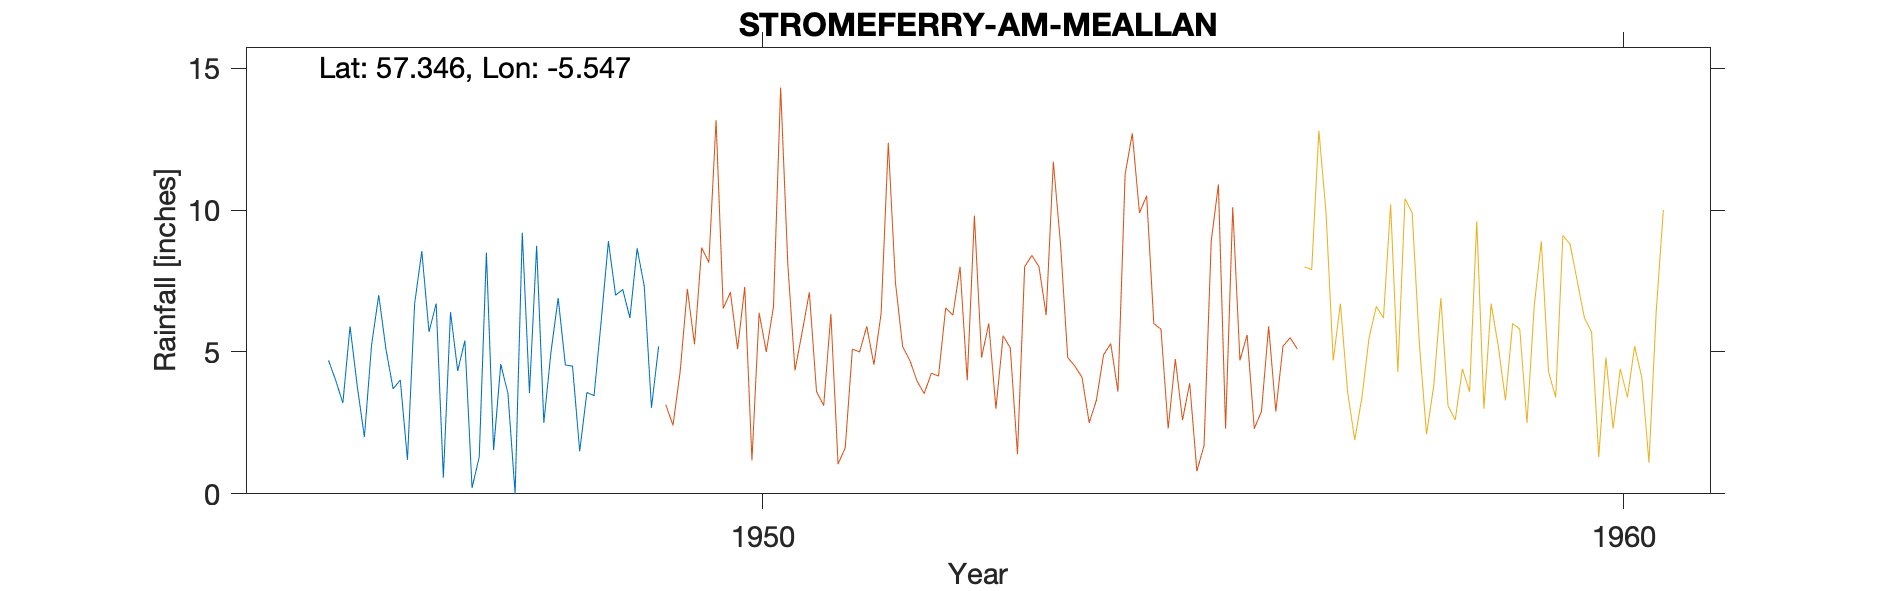 STROMEFERRY-AM-MEALLAN
Lat: 57.346, Lon: -5.547
15
10
5
0
Rainfall [inches]
1950
1960
Year